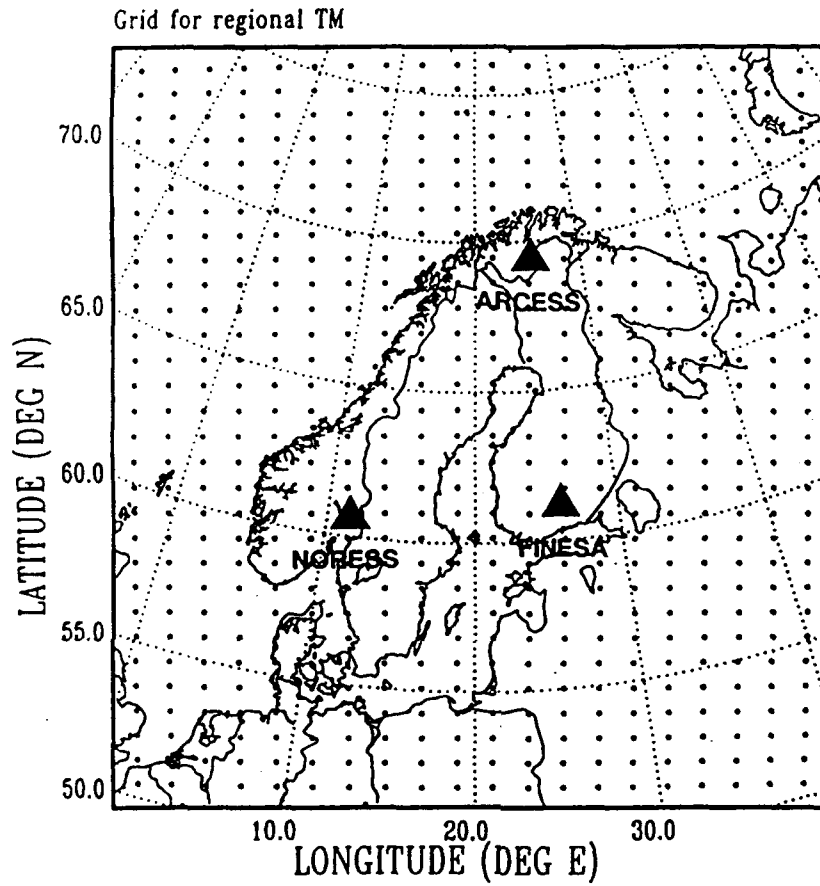 Grid for regional TM
70.0
65.0
60.0
55.0
50.0
LATITUDE (DEG N)
ARCESS
NORESS
FINESA
10.0
20.0
30.0
LONGITUDE (DEG E)